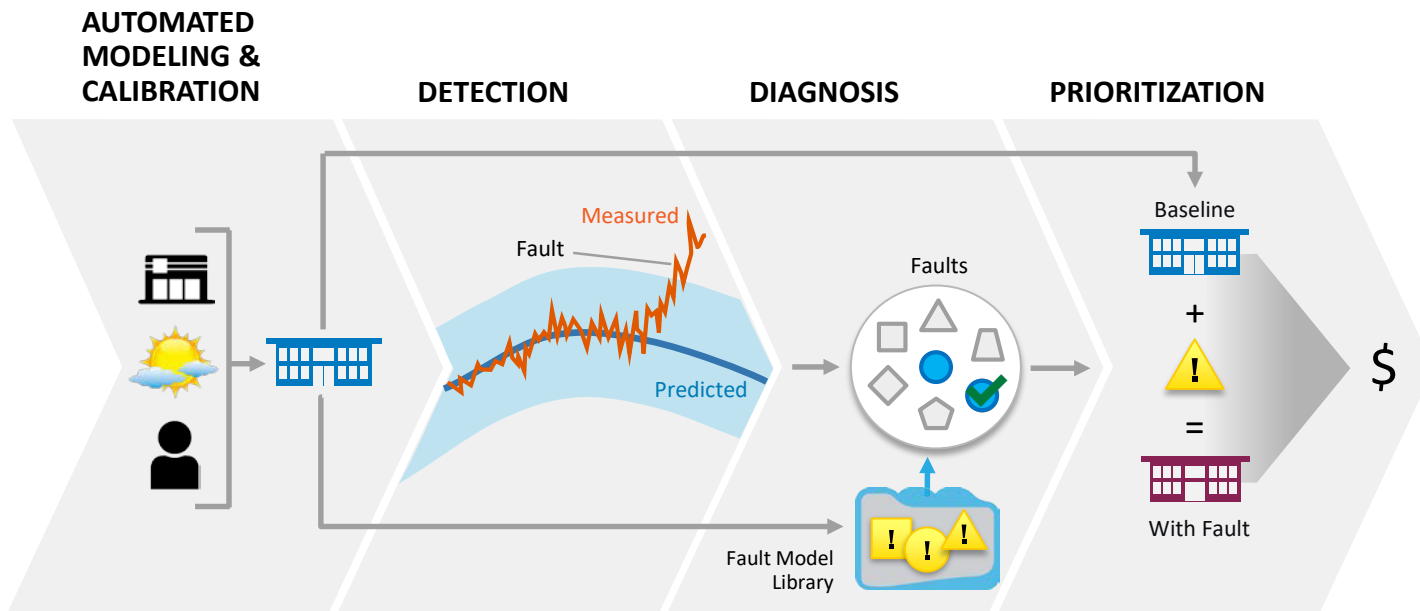 AUTOMATED
MODELING &
CALIBRATION
DETECTION
DIAGNOSIS
PRIORITIZATION
Measured
Fault
Predicted
Faults
!
!
!
Fault Model
Library
Baseline
+
!
=
With Fault
$